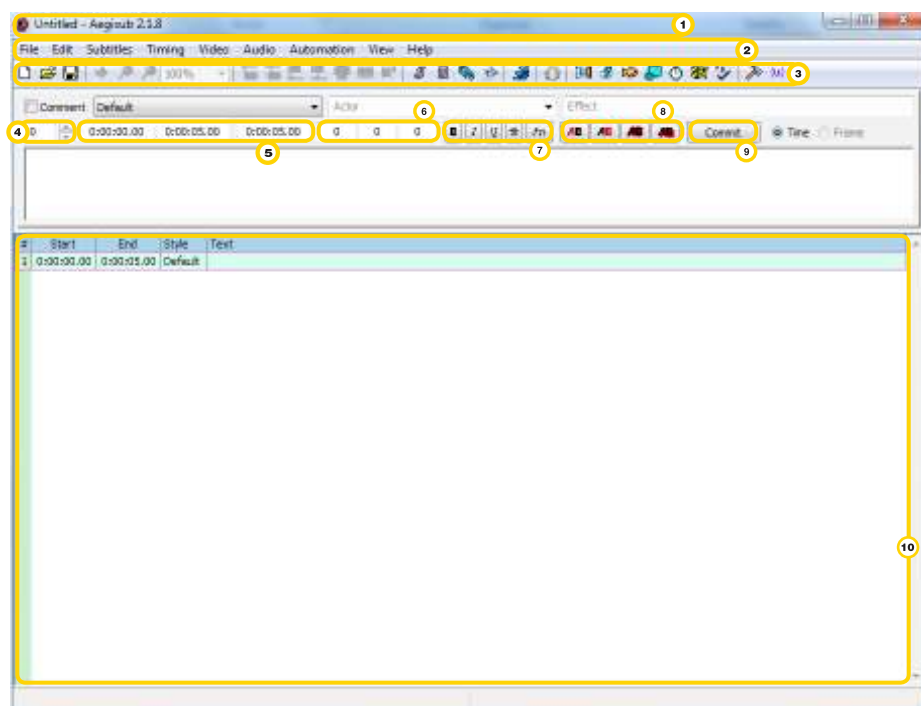 Untitled - Aegisub 2.1.8
1
File Edit Subtitles Timing Video Audio Automation View Help
2
100%
3
Comment Default Actor Effect
6 8
4 0 0:00:00.00 0:00:05.00 0:00:05.00 0 0 0 B I U fn AB AB AB AB Commit Time Frame
5 7 9
# Start End Style Text
1 0:00:00.00 0:00:05.00 Default
10